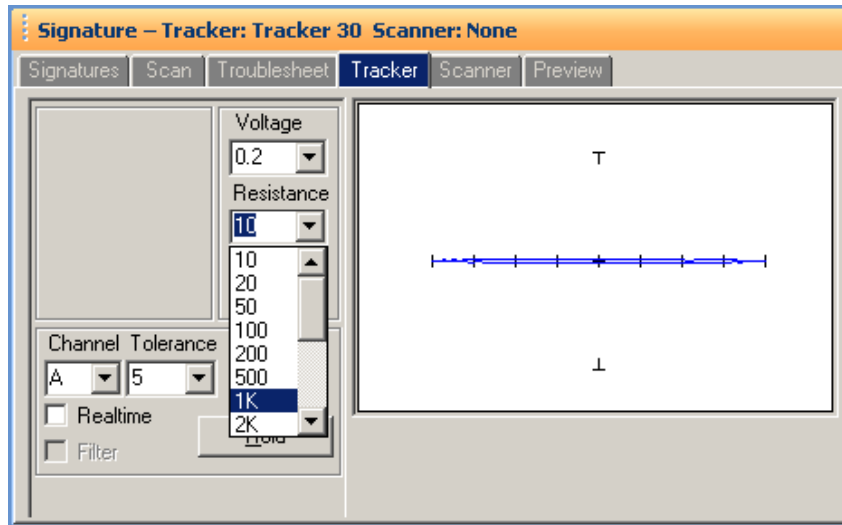 Signature – Tracker: Tracker 30 Scanner: None
Signatures Scan Troublesheet Tracker Scanner Preview
Voltage
0.2
Resistance
10
10
20
50
100
200
500
1K
2K
Channel Tolerance
A 5
Realtime
Hold
Filter